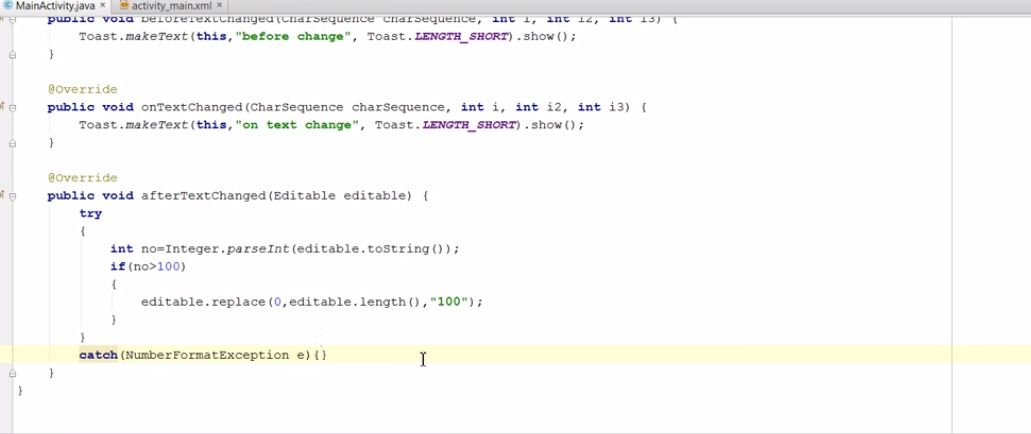 MainActivity.java × activity_main.xml ×
public void beforeTextChanged(CharSequence charSequence, int i, int i2, int i3) {
Toast.makeText(this,"before change", Toast.LENGTH_SHORT).show();
}
@Override
public void onTextChanged(CharSequence charSequence, int i, int i2, int i3) {
Toast.makeText(this,"on text change", Toast.LENGTH_SHORT).show();
}
@Override
public void afterTextChanged(Editable editable) {
try
{
int no=Integer.parseInt(editable.toString());
if(no>100)
{
editable.replace(0,editable.length(),"100");
}
}
catch(NumberFormatException e){}
}
}